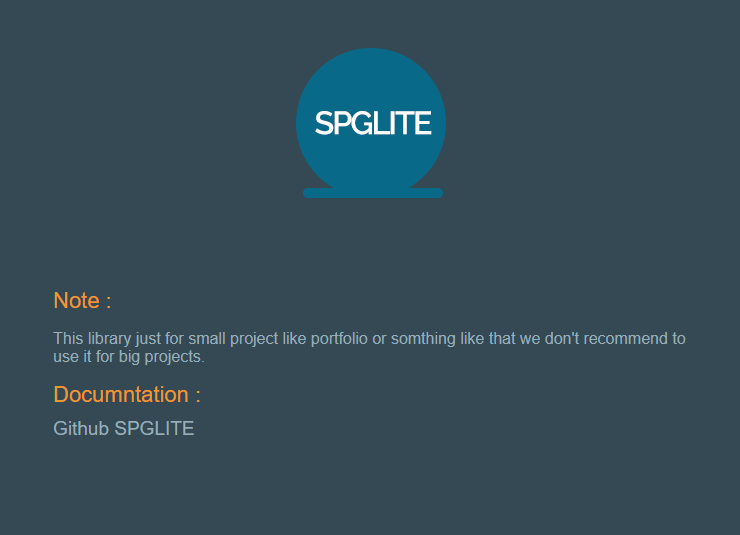 SPGLITE
Note :
This library just for small project like portfolio or somthing like that we don't recommend to
use it for big projects.
Documntation :
Github SPGLITE